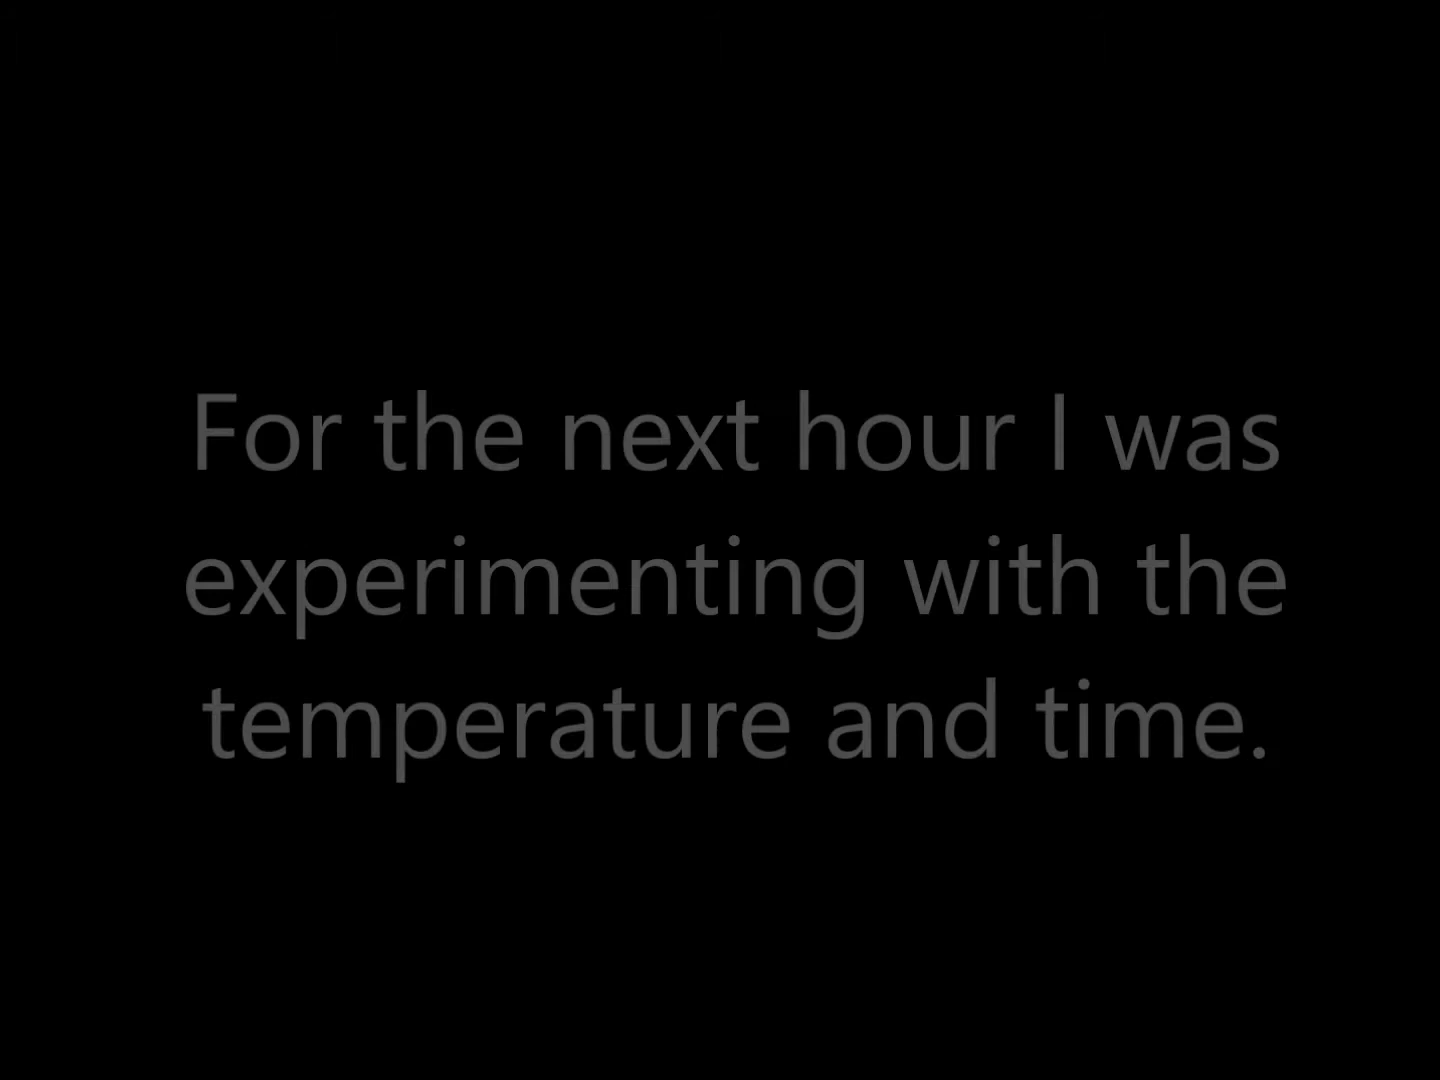 For the next hour I was
experimenting with the
temperature and time.